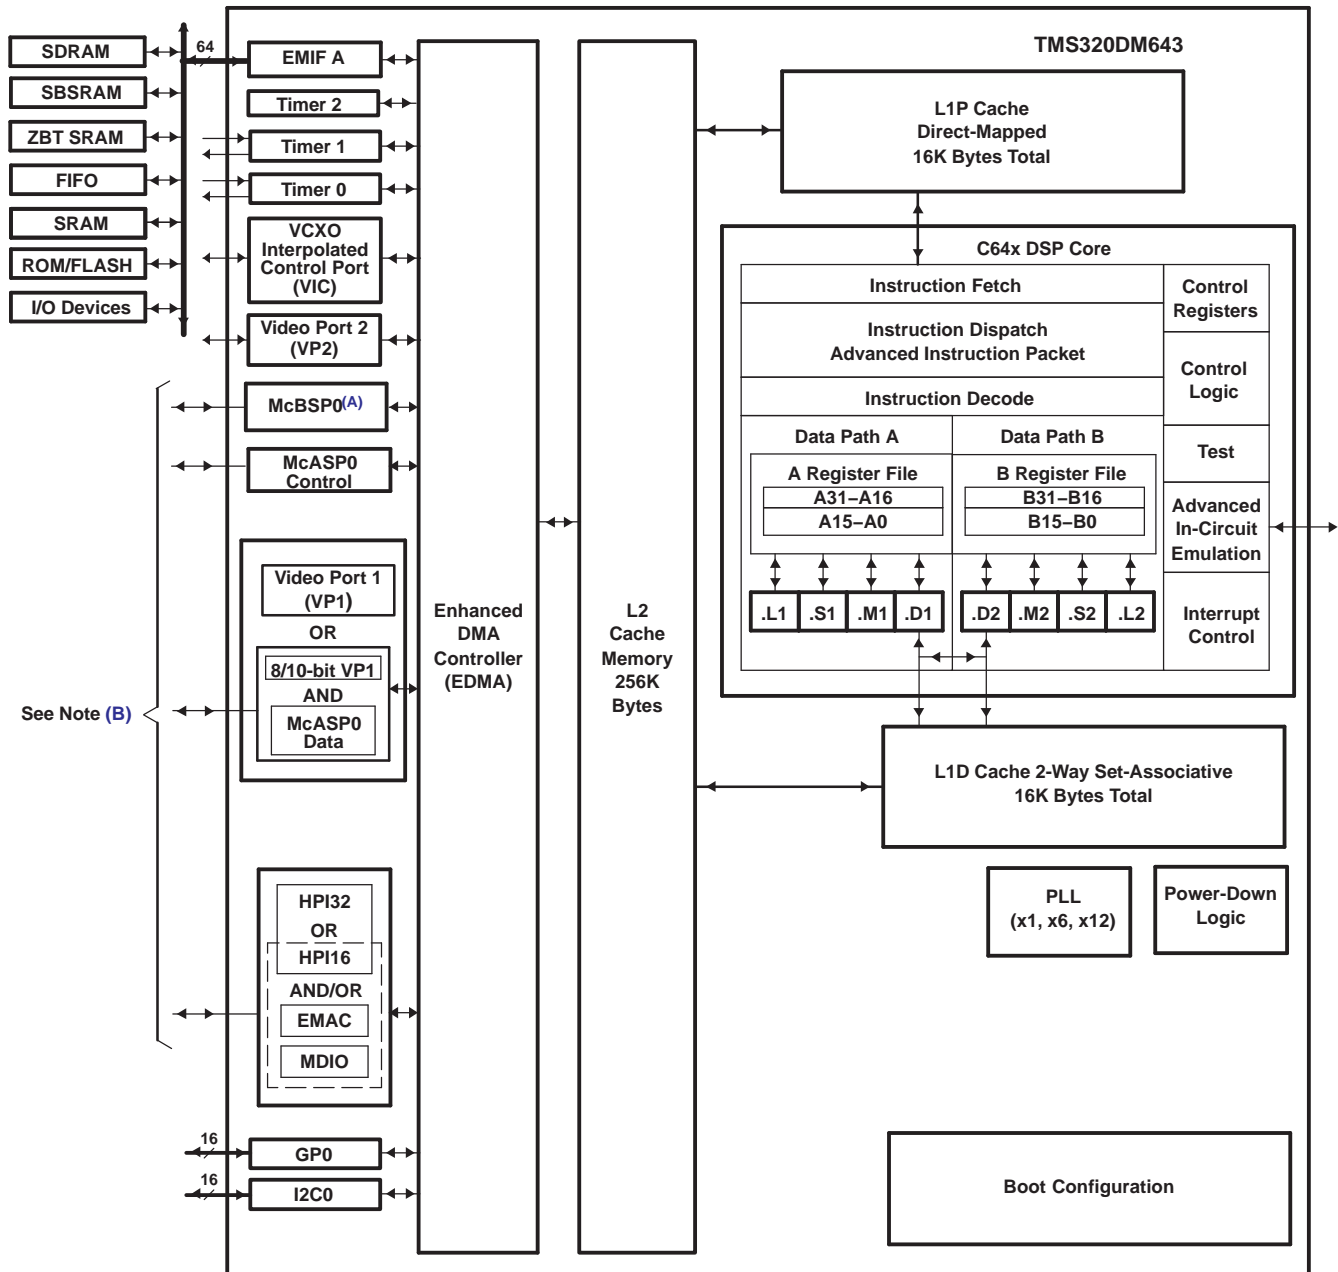 TMS320DM643
SDRAM
SBSRAM
ZBT SRAM
FIFO
SRAM
ROM/FLASH
I/O Devices
64
EMIF A
Timer 2
Timer 1
Timer 0
VCXO
Interpolated
Control Port
(VIC)
Video Port 2
(VP2)
McBSP0(A)
McASP0
Control
Video Port 1
(VP1)
OR
8/10-bit VP1
AND
McASP0
Data
See Note (B)
HPI32
OR
HPI16
AND/OR
EMAC
MDIO
16
GP0
16
I2C0
Enhanced
DMA
Controller
(EDMA)
L2
Cache
Memory
256K
Bytes
L1P Cache
Direct-Mapped
16K Bytes Total
C64x DSP Core
Instruction Fetch
Instruction Dispatch
Advanced Instruction Packet
Instruction Decode
Data Path A
A Register File
A31–A16
A15–A0
.L1 .S1 .M1 .D1
Data Path B
B Register File
B31–B16
B15–B0
.D2 .M2 .S2 .L2
Control
Registers
Control
Logic
Test
Advanced
In-Circuit
Emulation
Interrupt
Control
L1D Cache 2-Way Set-Associative
16K Bytes Total
PLL
(x1, x6, x12)
Power-Down
Logic
Boot Configuration